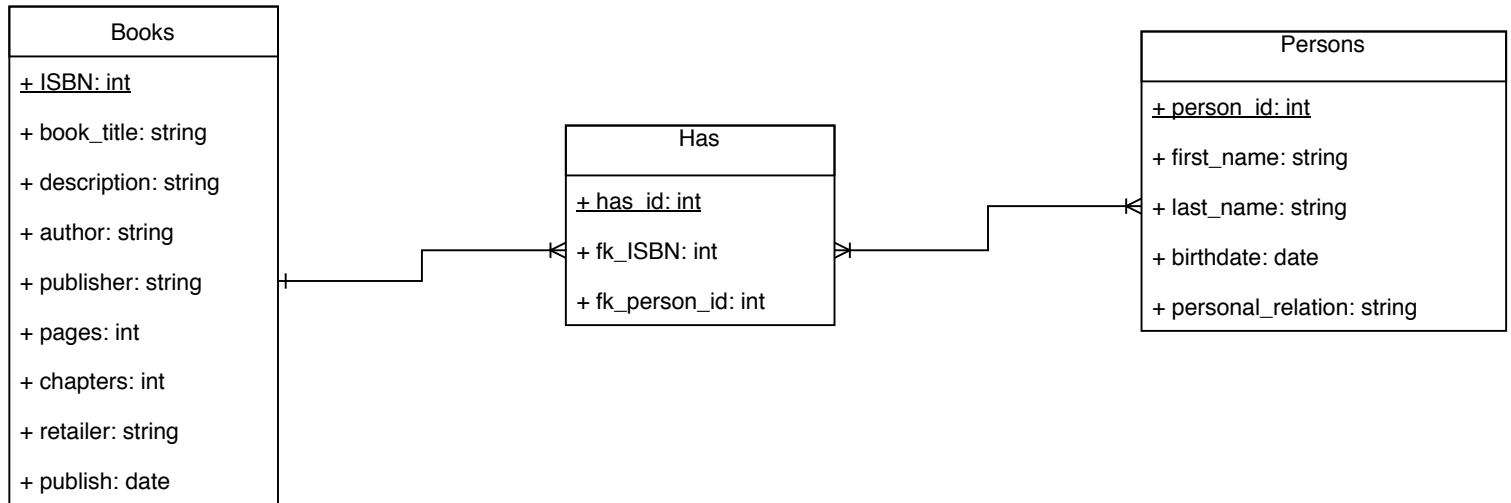 Books
+ ISBN: int
+ book_title: string
+ description: string
+ author: string
+ publisher: string
+ pages: int
+ chapters: int
+ retailer: string
+ publish: date
Has
+ has_id: int
+ fk_ISBN: int
+ fk_person_id: int
Persons
+ person_id: int
+ first_name: string
+ last_name: string
+ birthdate: date
+ personal_relation: string